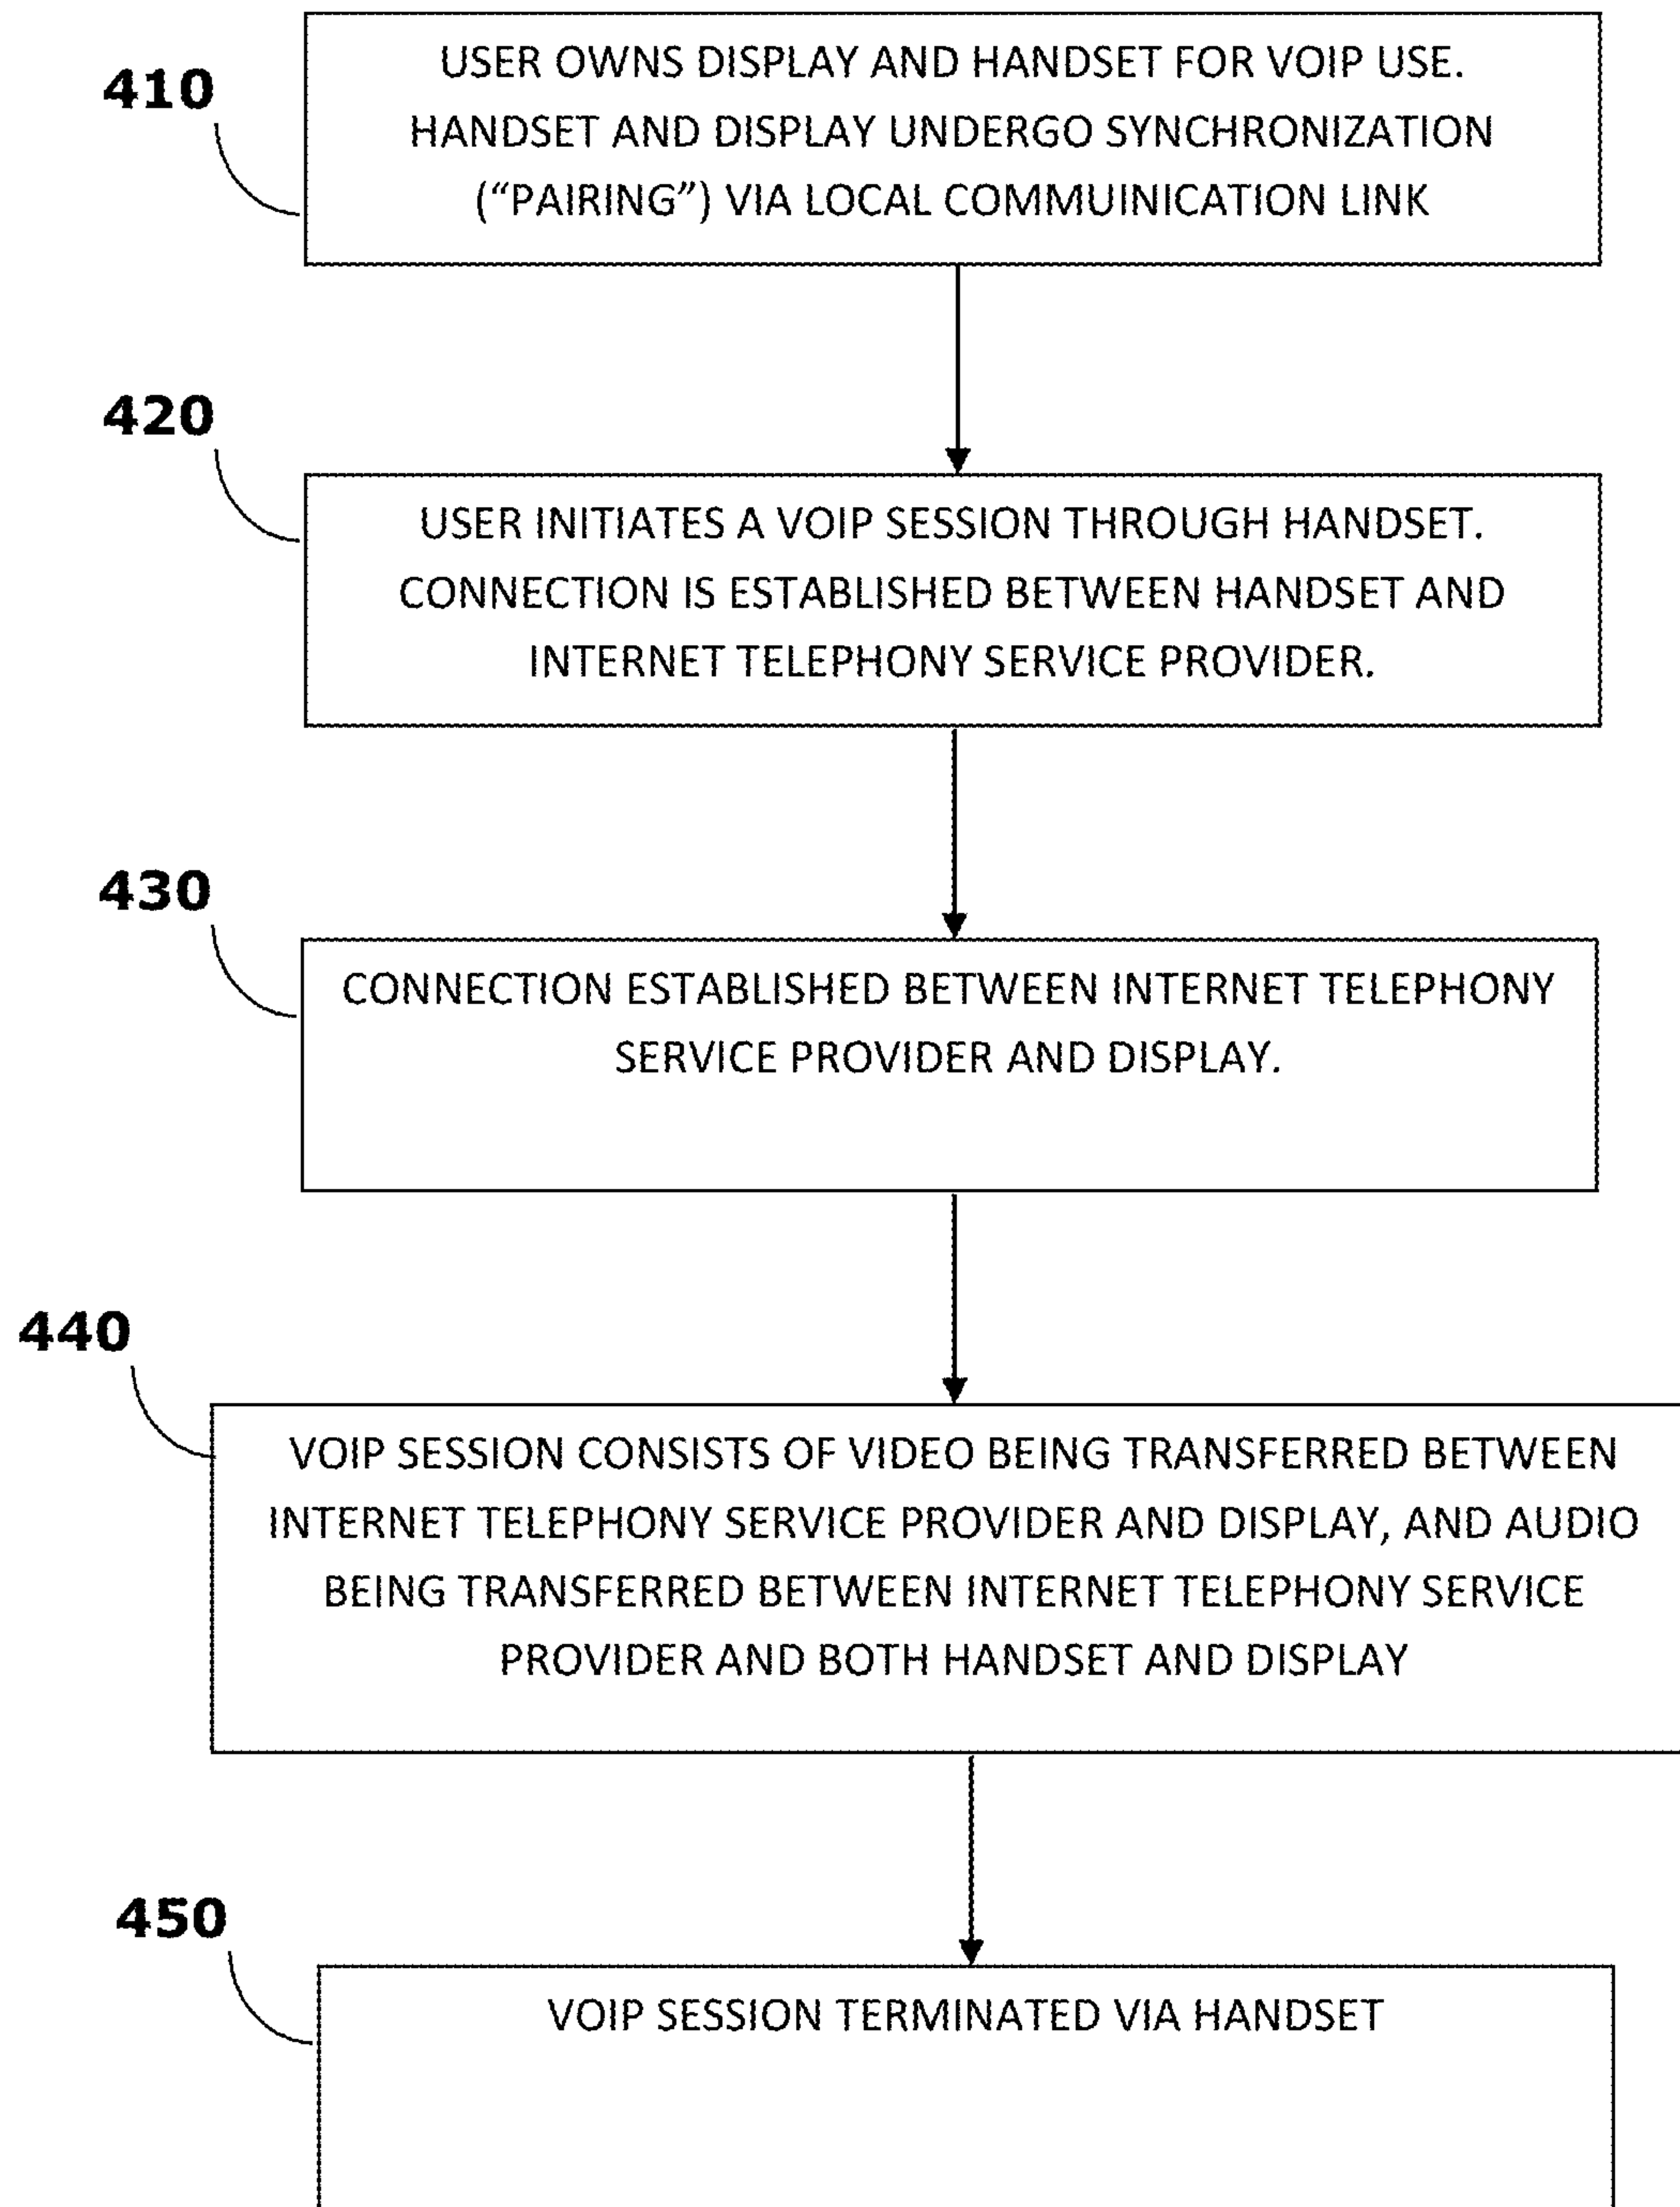 410
USER OWNS DISPLAY AND HANDSET FOR VOIP USE.
HANDSET AND DISPLAY UNDERGO SYNCHRONIZATION
(“PAIRING”) VIA LOCAL COMMUINICATION LINK
420
USER INITIATES A VOIP SESSION THROUGH HANDSET.
CONNECTION IS ESTABLISHED BETWEEN HANDSET AND
INTERNET TELEPHONY SERVICE PROVIDER.
430
CONNECTION ESTABLISHED BETWEEN INTERNET TELEPHONY
SERVICE PROVIDER AND DISPLAY.
440
VOIP SESSION CONSISTS OF VIDEO BEING TRANSFERRED BETWEEN
INTERNET TELEPHONY SERVICE PROVIDER AND DISPLAY, AND AUDIO
BEING TRANSFERRED BETWEEN INTERNET TELEPHONY SERVICE
PROVIDER AND BOTH HANDSET AND DISPLAY
450
VOIP SESSION TERMINATED VIA HANDSET